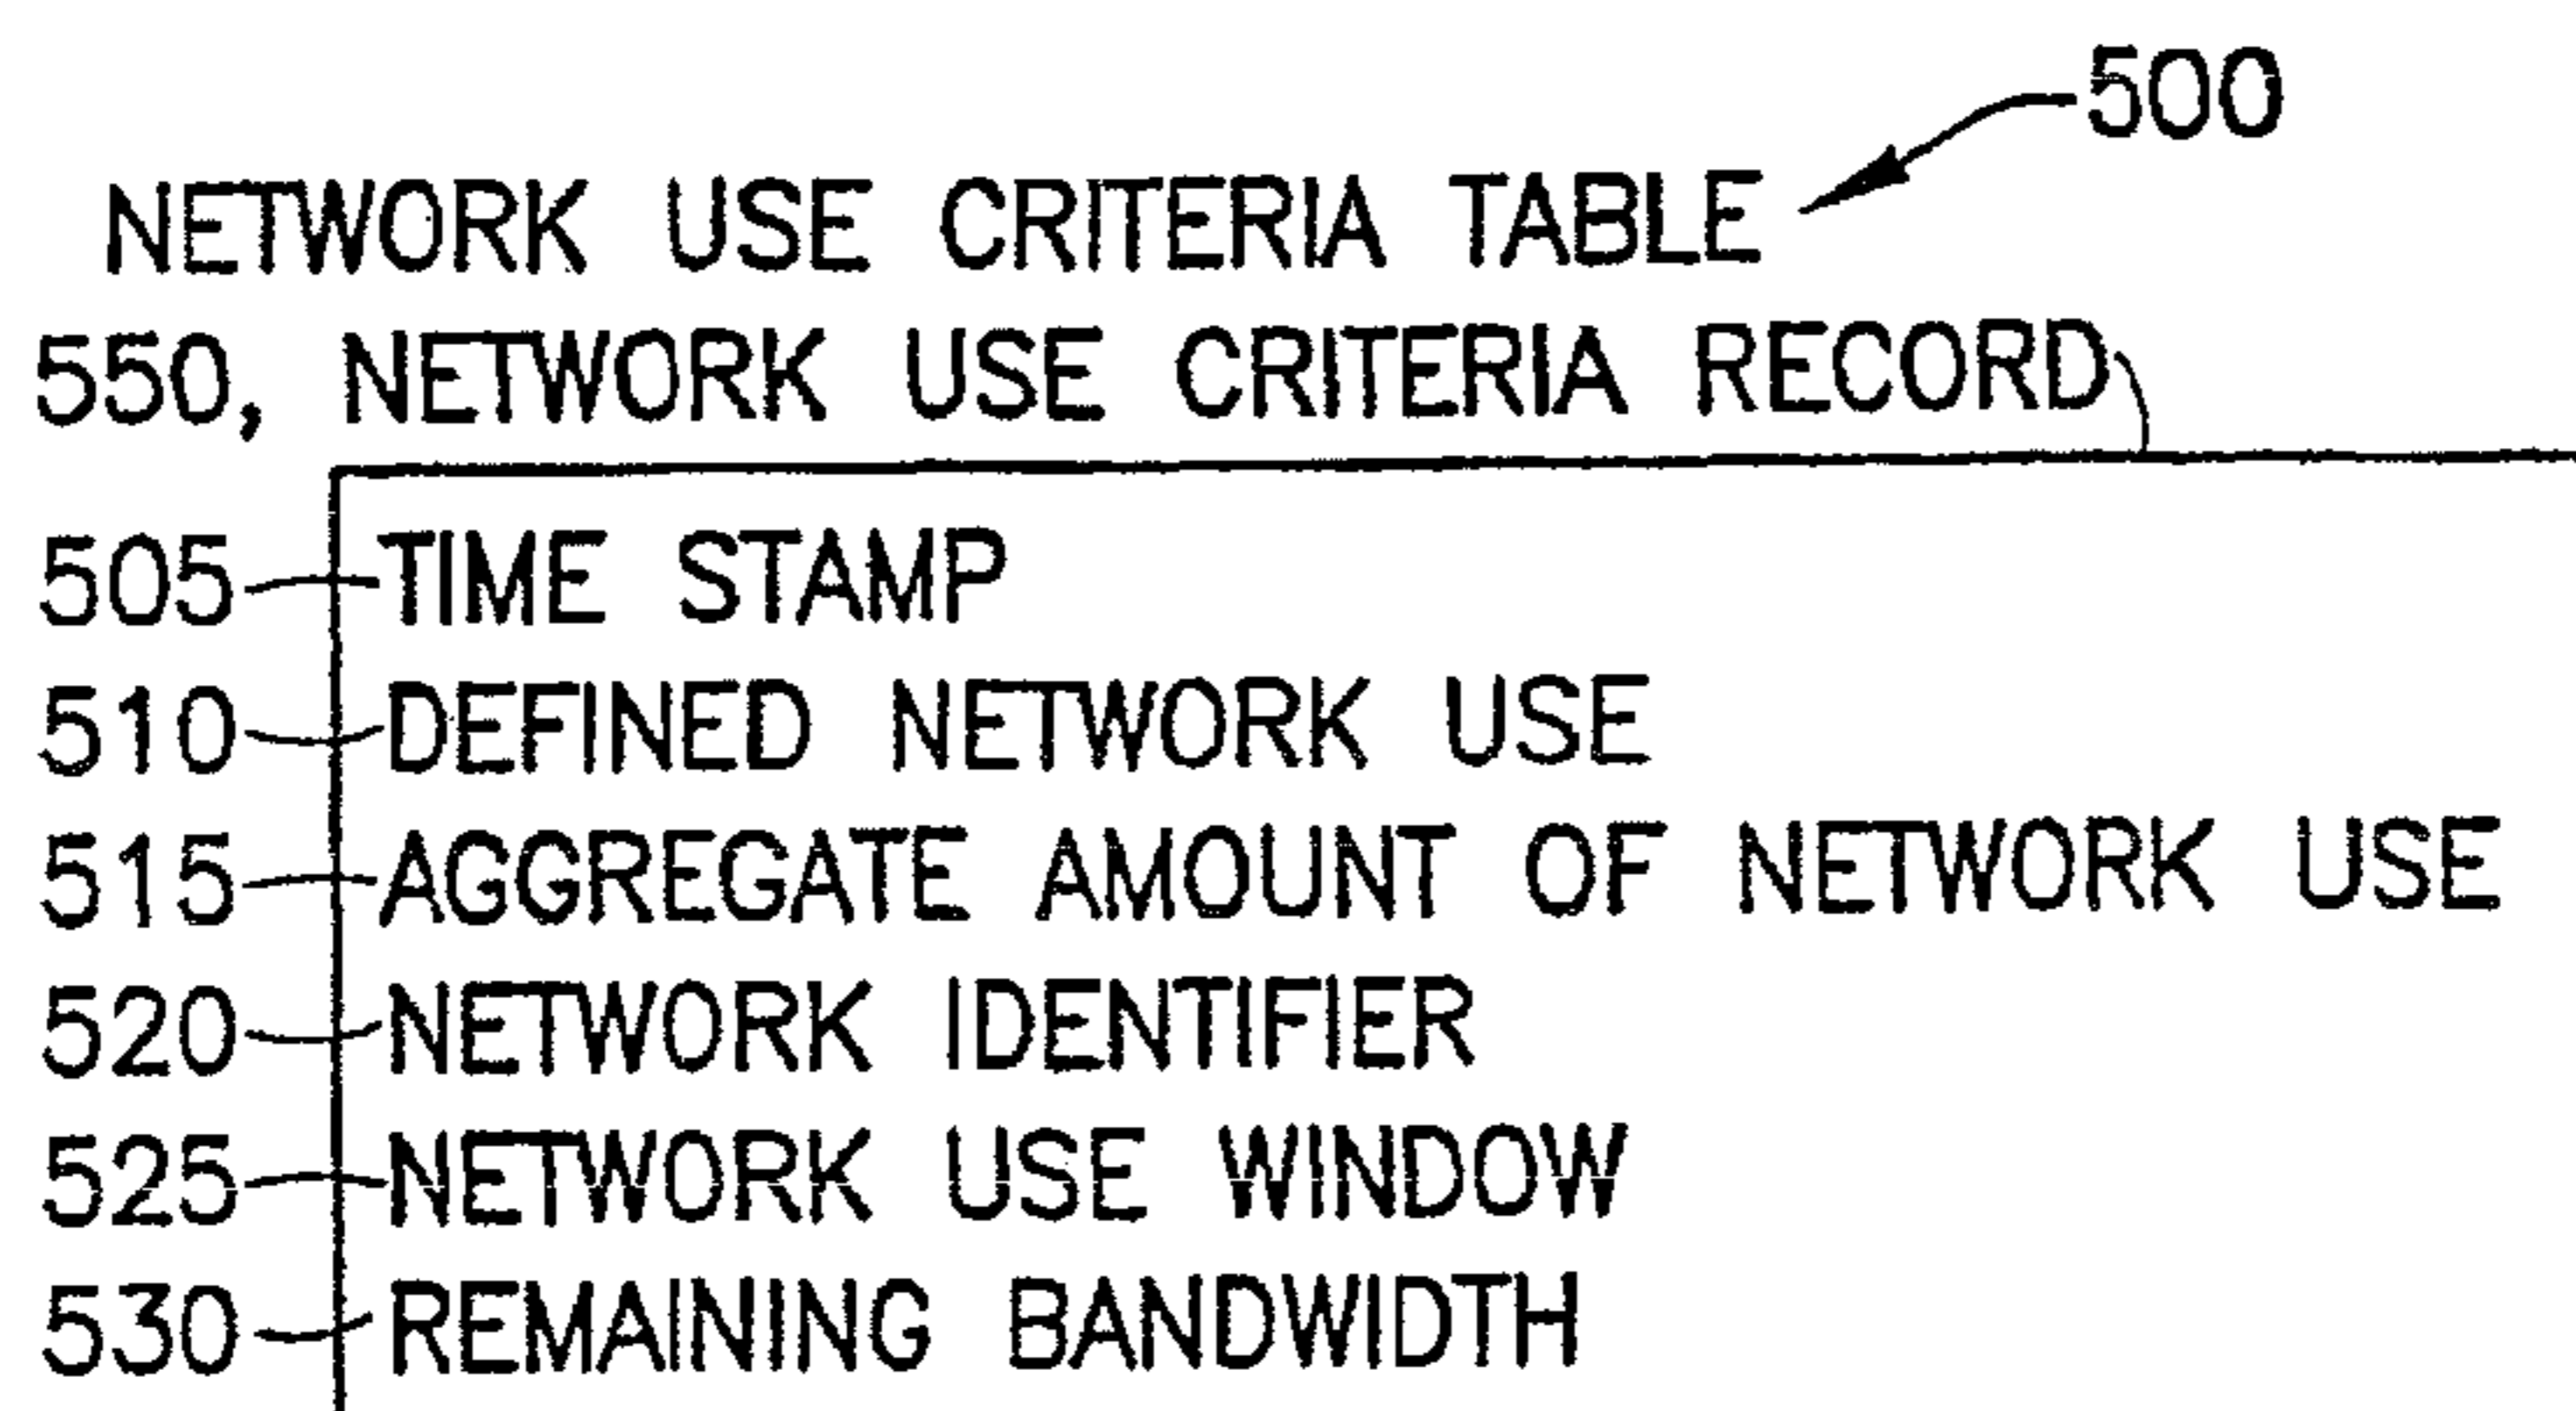 500
NETWORK USE CRITERIA TABLE
550, NETWORK USE CRITERIA RECORD
505 TIME STAMP
510 DEFINED NETWORK USE
515 AGGREGATE AMOUNT OF NETWORK USE
520 NETWORK IDENTIFIER
525 NETWORK USE WINDOW
530 REMAINING BANDWIDTH